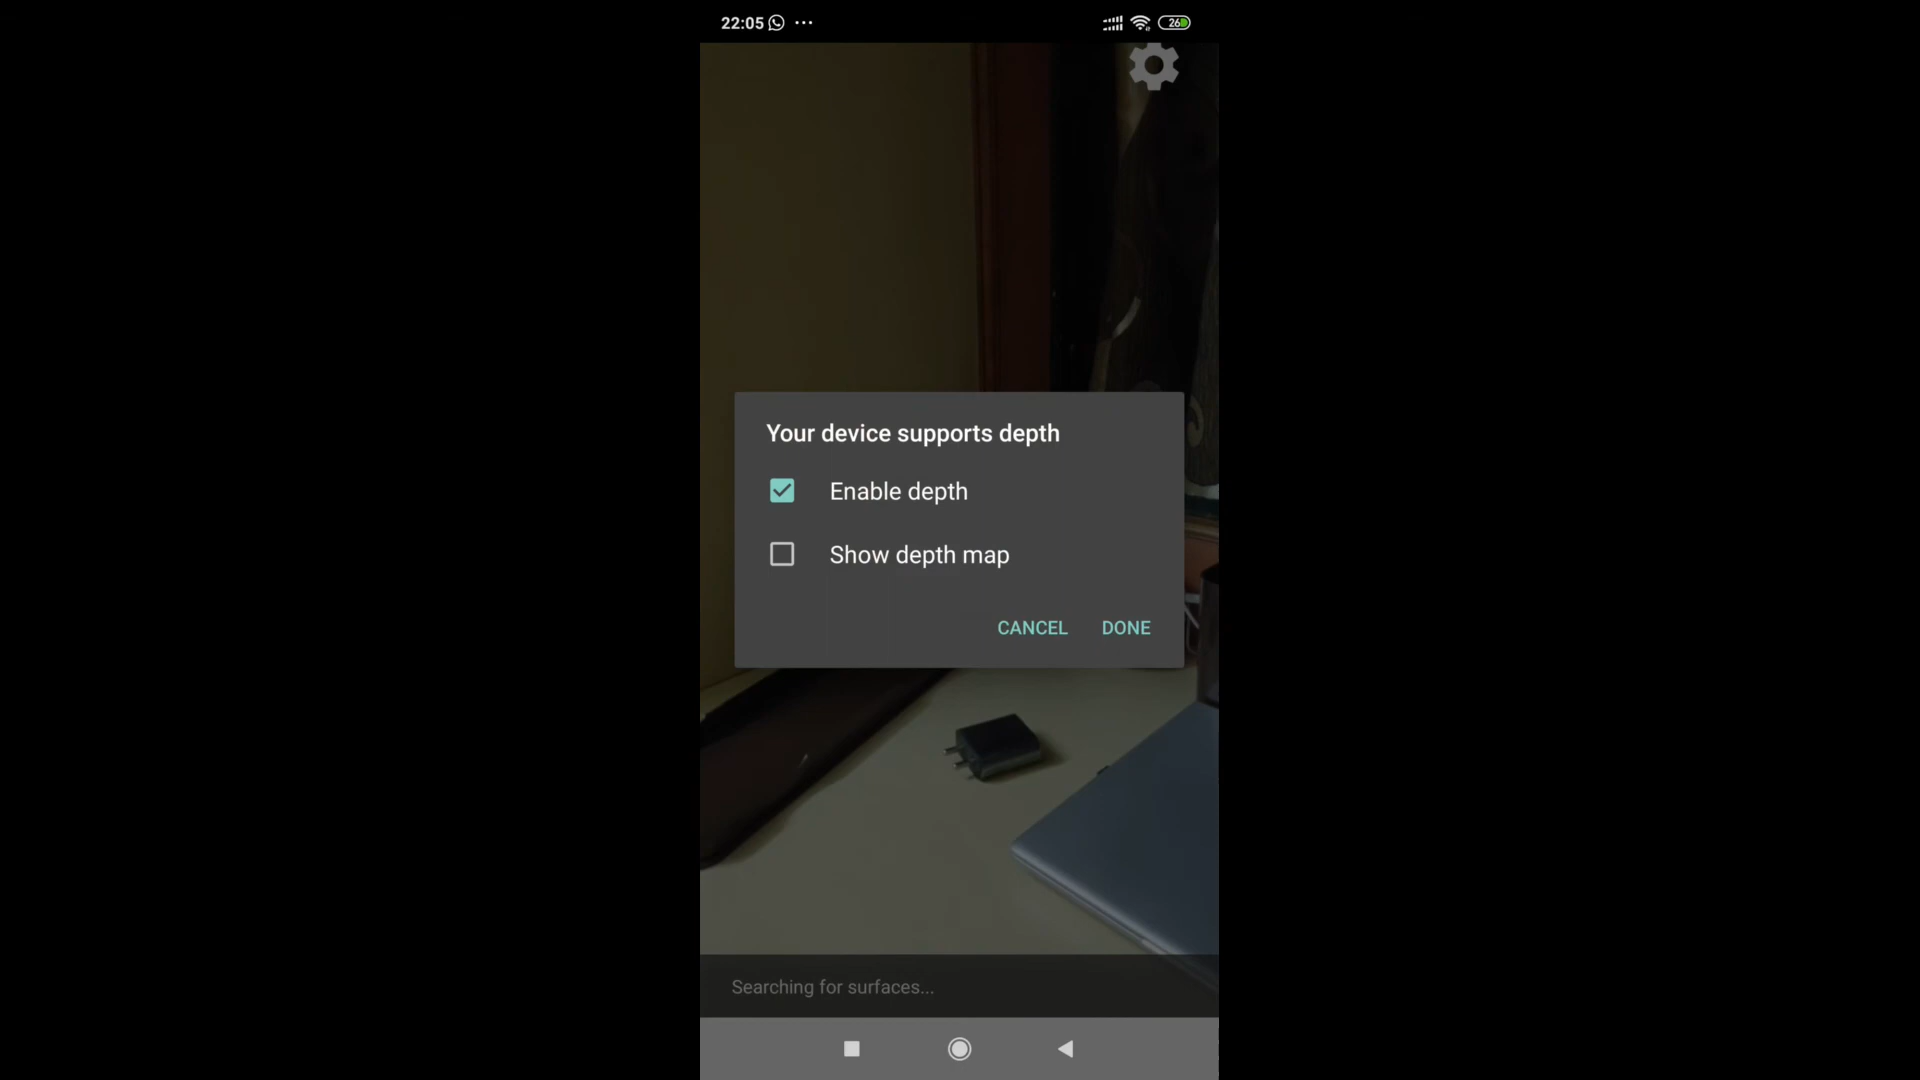 22:05
26
Your device supports depth
Enable depth
Show depth map
CANCEL DONE
Searching for surfaces...